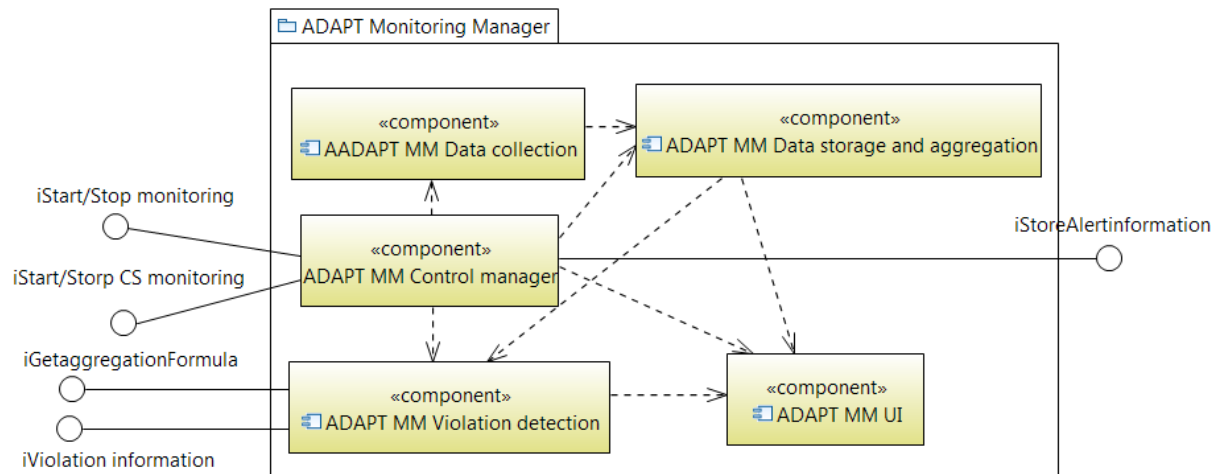 ADAPT Monitoring Manager
«component»
AADAPT MM Data collection
«component»
ADAPT MM Data storage and aggregation
iStart/Stop monitoring
iStart/Storp CS monitoring
«component»
ADAPT MM Control manager
iStoreAlertinformation
iGetaggregationFormula
iViolation information
«component»
ADAPT MM Violation detection
«component»
ADAPT MM UI